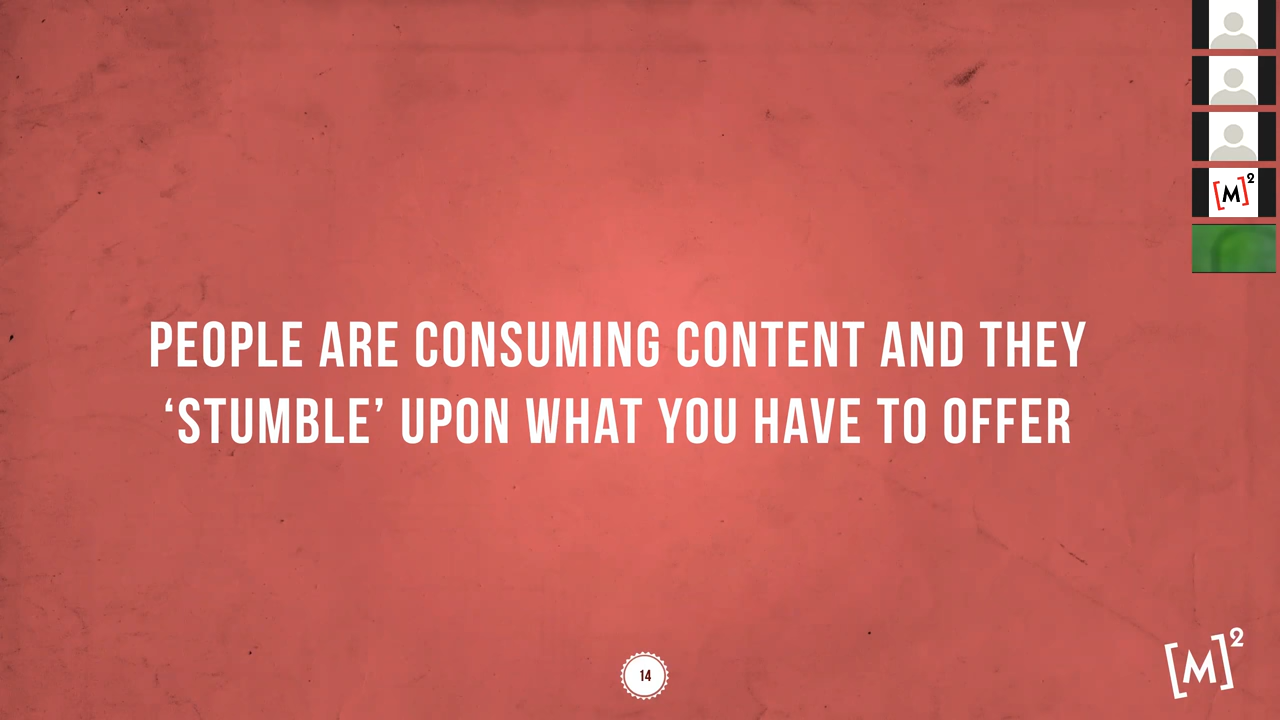 [M]²
PEOPLE ARE CONSUMING CONTENT AND THEY
‘STUMBLE’ UPON WHAT YOU HAVE TO OFFER
14
[M]²